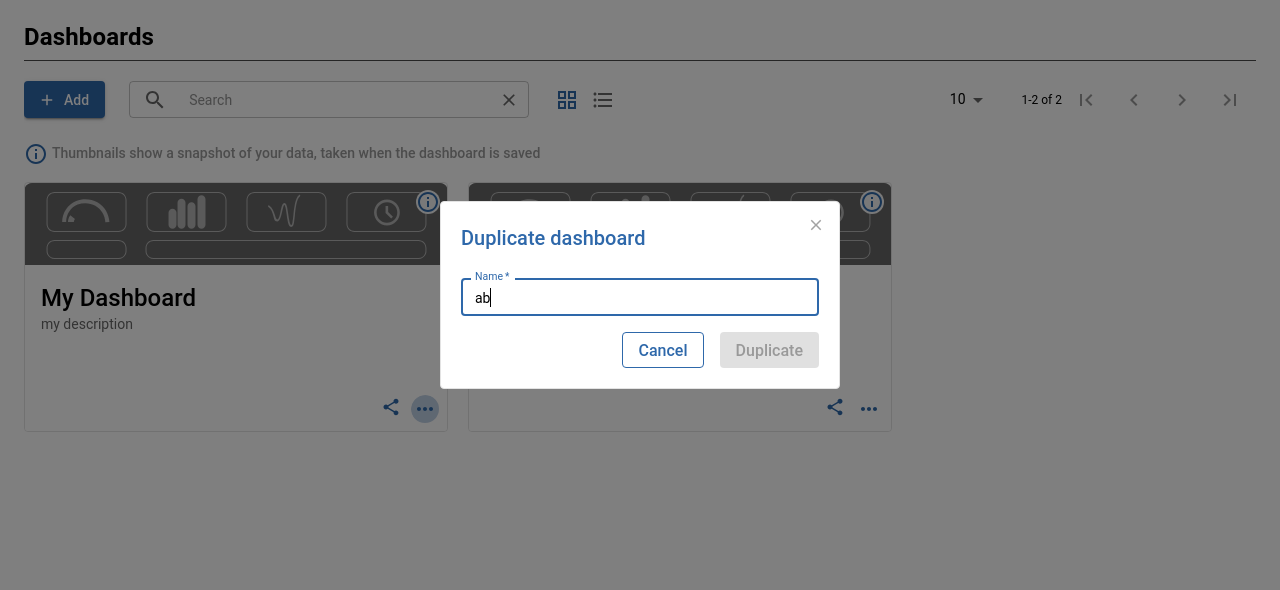 Dashboards
Add
Search
10
1-2 of 2
Thumbnails show a snapshot of your data, taken when the dashboard is saved
My Dashboard
my description
Duplicate dashboard
Name *
ab
Cancel
Duplicate